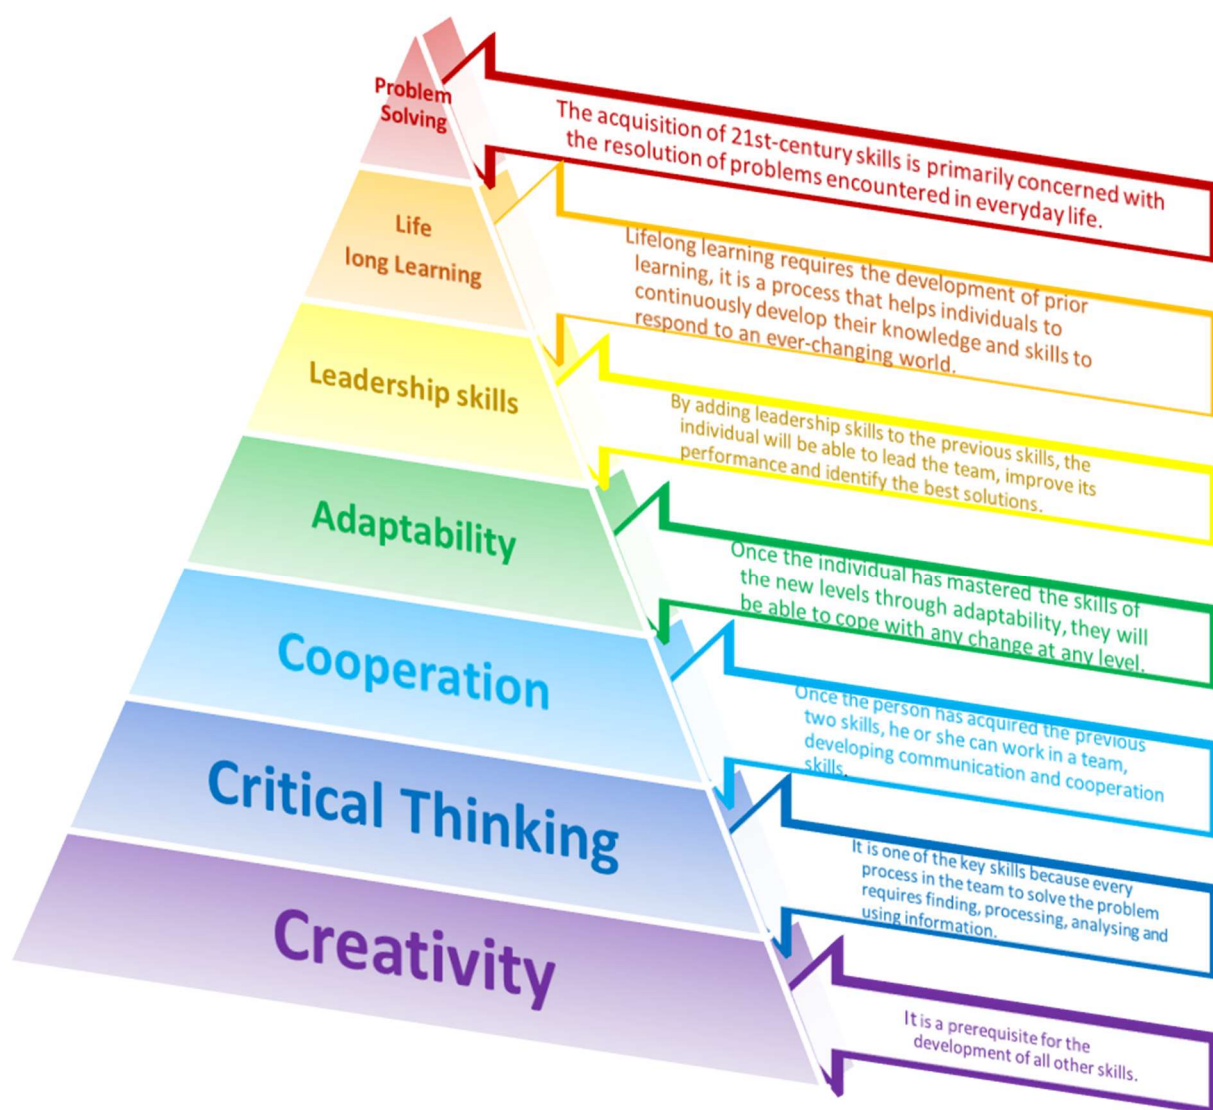 Problem
Solving
The acquisition of 21st-century skills is primarily concerned with
the resolution of problems encountered in everyday life.
Life
long Learning
Lifelong learning requires the development of prior
learning, it is a process that helps individuals to
continuously develop their knowledge and skills to
respond to an ever-changing world.
Leadership skills
By adding leadership skills to the previous skills, the
individual will be able to lead the team, improve its
performance and identify the best solutions.
Adaptability
Once the individual has mastered the skills of
the new levels through adaptability, they will
be able to cope with any change at any level.
Cooperation
Once the person has acquired the previous
two skills, he or she can work in a team,
developing communication and cooperation
skills.
Critical Thinking
It is one of the key skills because every
process in the team to solve the problem
requires finding, processing, analysing and
using information.
Creativity
It is a prerequisite for the
development of all other skills.